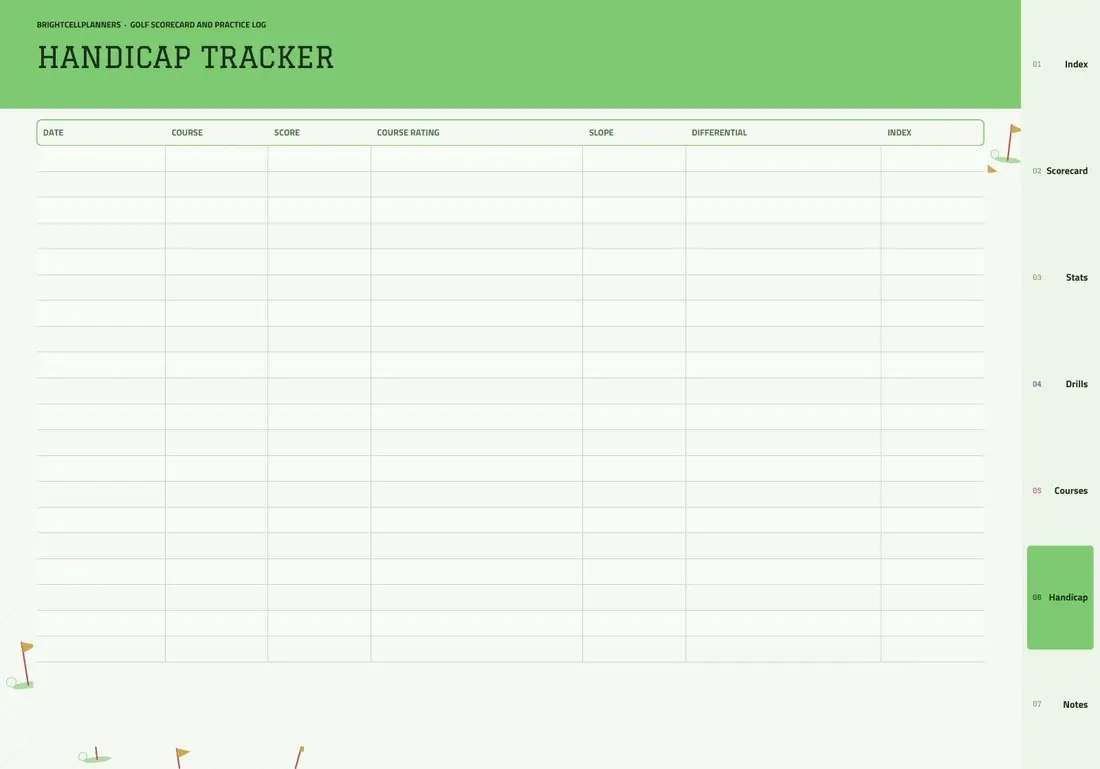 BRIGHTCELLPLANNERS · GOLF SCORECARD AND PRACTICE LOG
HANDICAP TRACKER
DATE COURSE SCORE COURSE RATING SLOPE DIFFERENTIAL INDEX
01 Index
02 Scorecard
03 Stats
04 Drills
05 Courses
08 Handicap
07 Notes